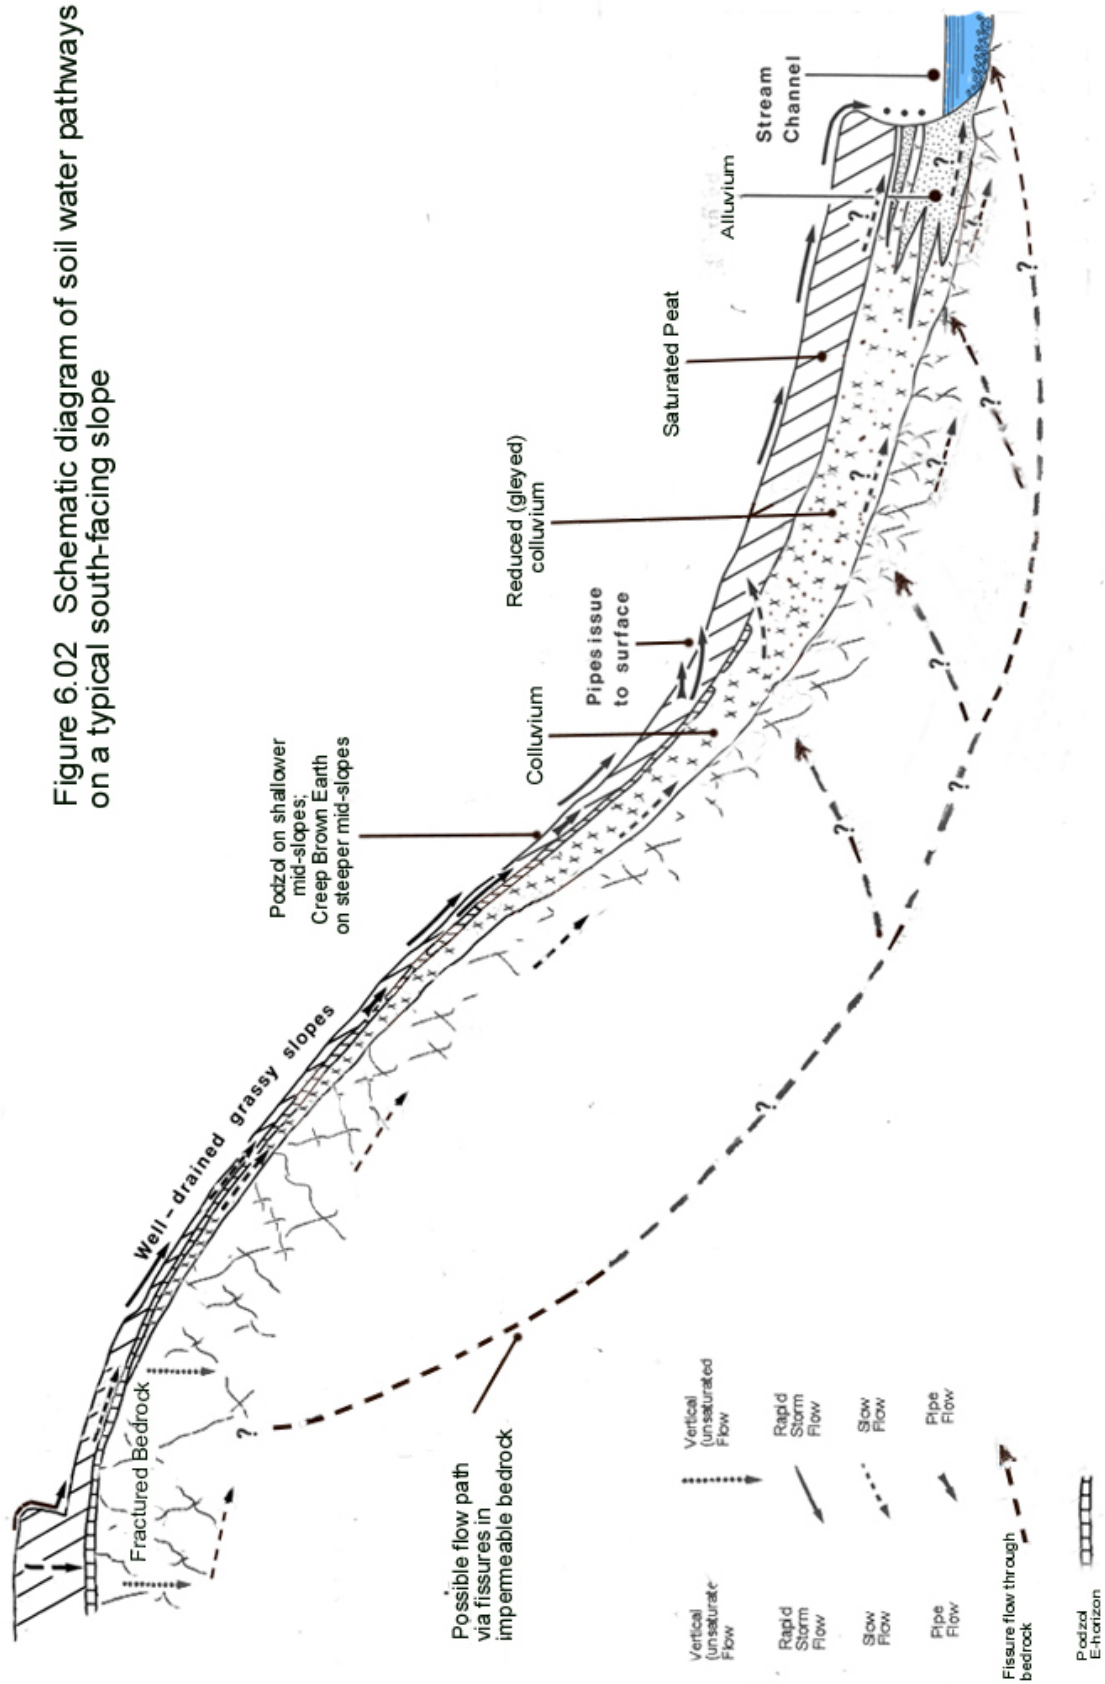 Figure 6.02   Schematic diagram of soil water pathways
on a typical south-facing slope
Well-drained grassy slopes
Podzol on shallower
mid-slopes;
Creep Brown Earth
on steeper mid-slopes
Colluvium
Pipes issue
to surface
Reduced (gleyed)
colluvium
Saturated Peat
Alluvium
Stream
Channel
Fractured Bedrock
?
?
?
?
?
?
?
?
?
?
?
?
?
Possible flow path
via fissures in
impermeable bedrock
Vertical
(unsaturate
Flow
Vertical
(unsaturated
Flow
Rapid
Storm
Flow
Rapid
Storm
Flow
Slow
Flow
Slow
Flow
Pipe
Flow
Pipe
Flow
Fissure flow through
bedrock
?
Podzol
E-horizon